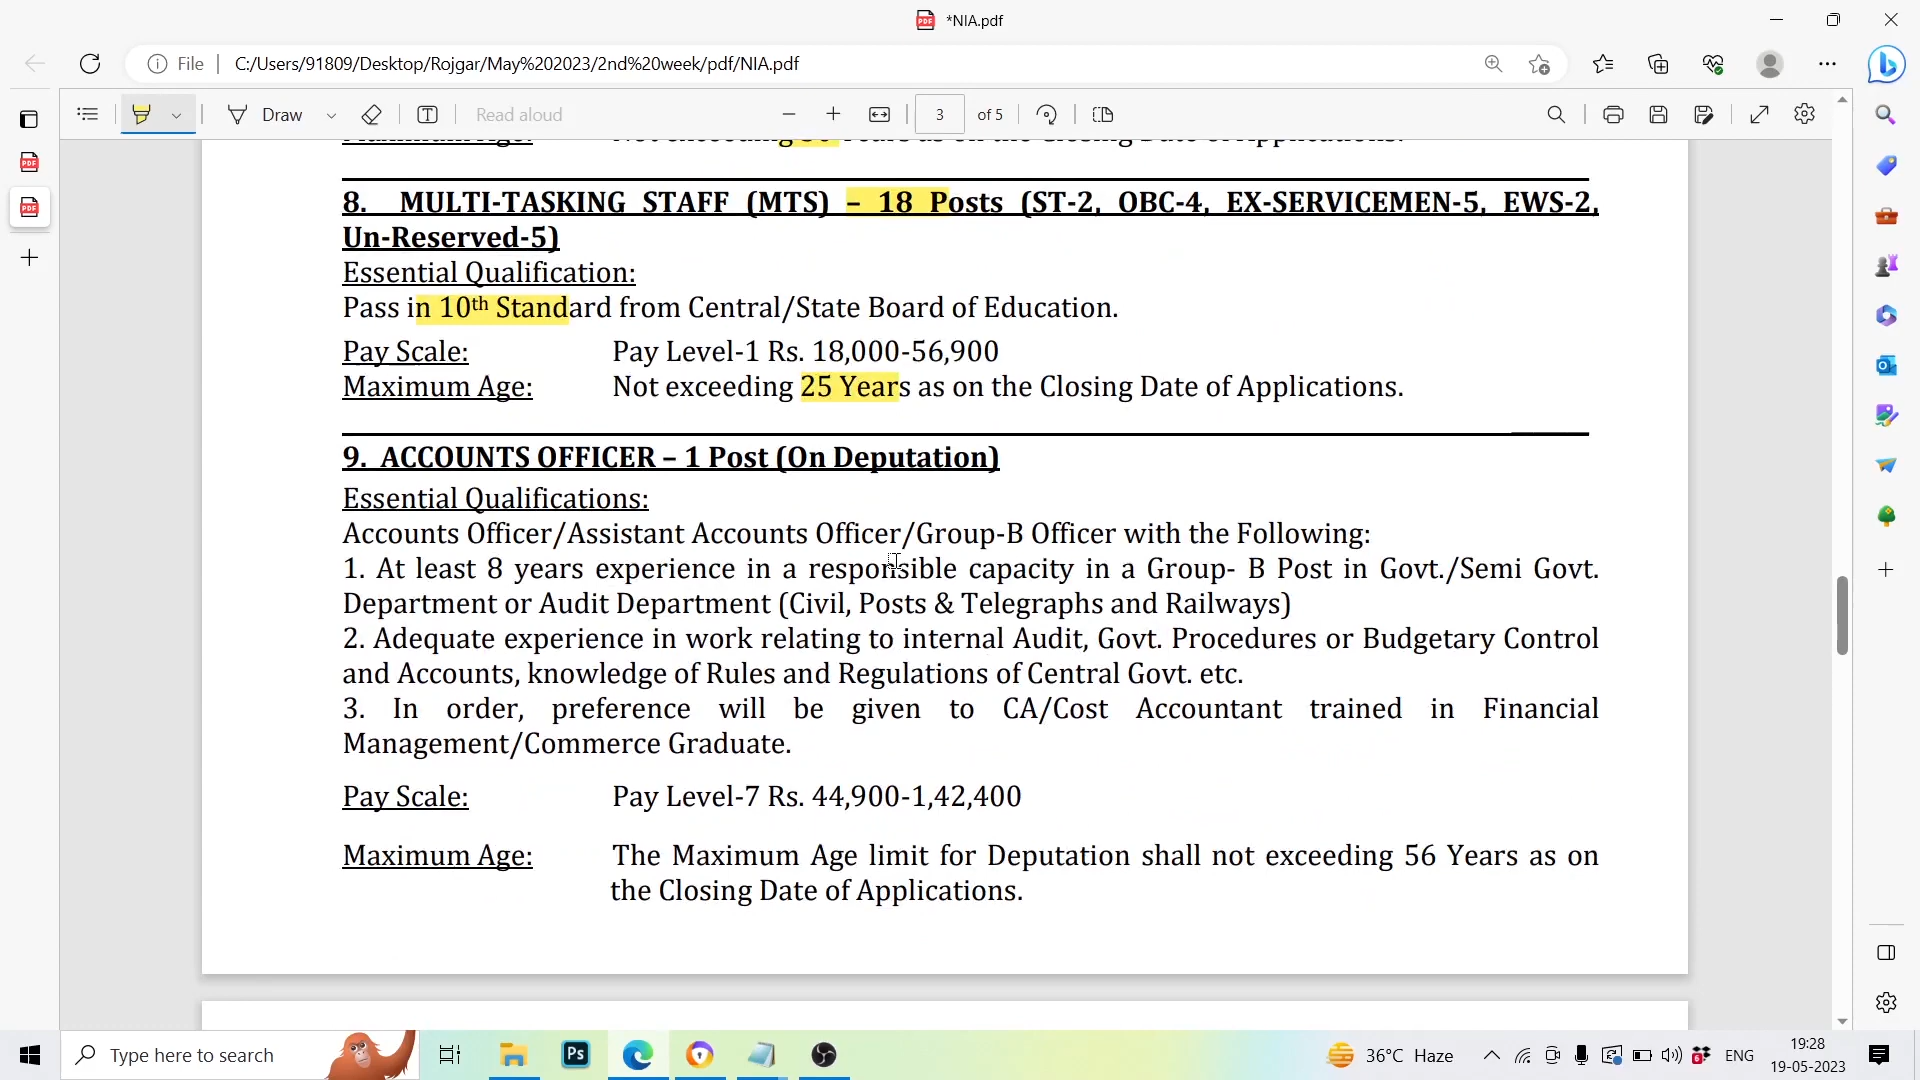 *NIA.pdf
File
C:/Users/91809/Desktop/Rojgar/May%202023/2nd%20week/pdf/NIA.pdf
Draw
Read aloud
3
of 5
8. MULTI-TASKING STAFF (MTS) – 18 Posts (ST-2, OBC-4, EX-SERVICEMEN-5, EWS-2,
Un-Reserved-5)
Essential Qualification:
Pass in 10th Standard from Central/State Board of Education.
Pay Scale: Pay Level-1 Rs. 18,000-56,900
Maximum Age: Not exceeding 25 Years as on the Closing Date of Applications.
9. ACCOUNTS OFFICER – 1 Post (On Deputation)
Essential Qualifications:
Accounts Officer/Assistant Accounts Officer/Group-B Officer with the Following:
1. At least 8 years experience in a responsible capacity in a Group- B Post in Govt./Semi Govt.
Department or Audit Department (Civil, Posts & Telegraphs and Railways)
2. Adequate experience in work relating to internal Audit, Govt. Procedures or Budgetary Control
and Accounts, knowledge of Rules and Regulations of Central Govt. etc.
3. In order, preference will be given to CA/Cost Accountant trained in Financial
Management/Commerce Graduate.
Pay Scale: Pay Level-7 Rs. 44,900-1,42,400
Maximum Age: The Maximum Age limit for Deputation shall not exceeding 56 Years as on
the Closing Date of Applications.
Type here to search
Ps
36°C Haze
ENG
19:28
19-05-2023